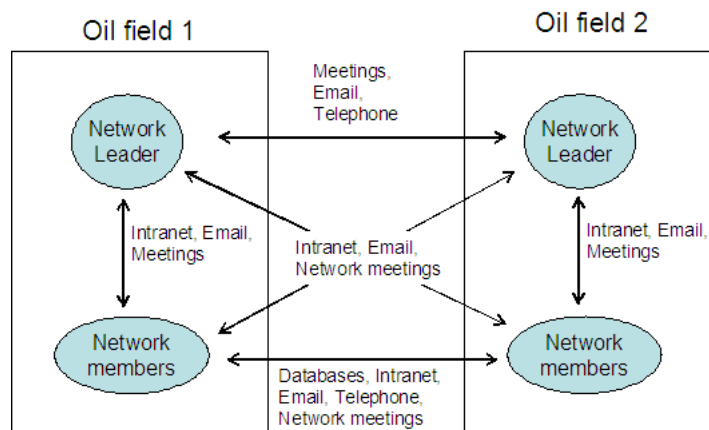 Oil field 1
Oil field 2
Meetings,
Email,
Telephone
Network
Leader
Network
Leader
Intranet, Email,
Meetings
Intranet, Email,
Network meetings
Intranet, Email,
Meetings
Network
members
Network
members
Databases, Intranet,
Email, Telephone,
Network meetings